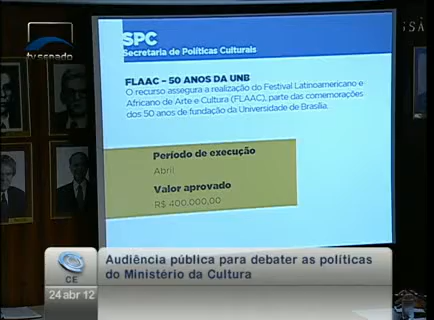 tv senado
SPC
Secretaria de Políticas Culturais
FLAAC – 50 ANOS DA UNB
O recurso assegura a realização do Festival Latinoamericano e
Africano de Arte e Cultura (FLAAC), parte das comemorações
dos 50 anos de fundação da Universidade de Brasília.
Período de execução
Abril
Valor aprovado
R$ 400.000,00
Audiência pública para debater as políticas
do Ministério da Cultura
CE
24 abr 12